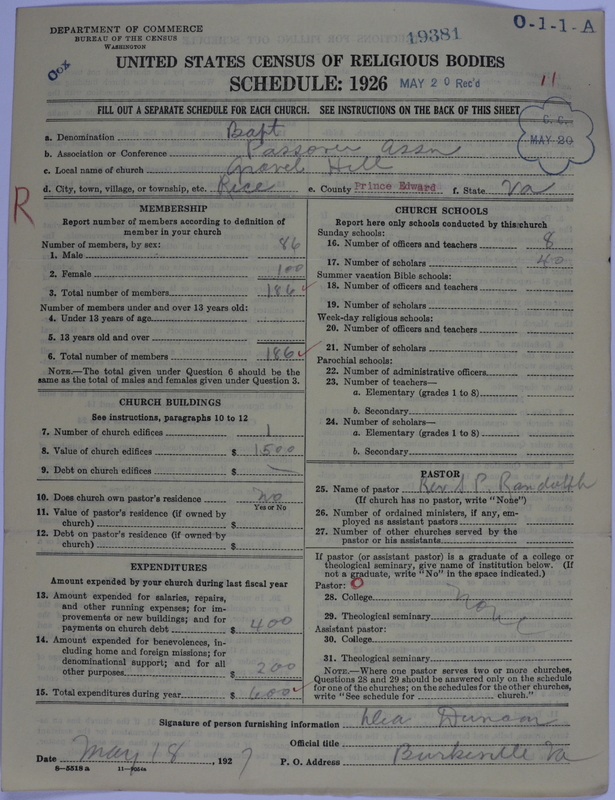 DEPARTMENT OF COMMERCE
BUREAU OF THE CENSUS
WASHINGTON
19381
O-1-1-A
UNITED STATES CENSUS OF RELIGIOUS BODIES
SCHEDULE: 1926 MAY 20 Rec'd 11
FILL OUT A SEPARATE SCHEDULE FOR EACH CHURCH. SEE INSTRUCTIONS ON THE BACK OF THIS SHEET
C. C.
MAY 20
a. Denomination Bapt
b. Association or Conference Passover Assn
c. Local name of church Gravel Hill
d. City, town, village, or township, etc. Rice e. County Prince Edward f. State Va
R
MEMBERSHIP
Report number of members according to definition of member in your church
Number of members, by sex:
1. Male 86
2. Female 100
3. Total number of members 186
Number of members under and over 13 years old:
4. Under 13 years of age
5. 13 years old and over
6. Total number of members 186
NOTE.—The total given under Question 6 should be
same as the total of males and females given under Question 3.
CHURCH BUILDINGS
See instructions, paragraphs 10 to 12
7. Number of church edifices 1
8. Value of church edifices $ 1500
9. Debt on church edifices $
10. Does church own pastor's residence No
Yes or No
11. Value of pastor's residence (if owned by
church) $
12. Debt on pastor's residence (if owned by
church) $
EXPENDITURES
Amount expended by your church during last fiscal year
13. Amount expended for salaries, repairs,
and other running expenses; for im-
provements or new buildings; and for
payments on church debt $ 400
14. Amount expended for benevolences, in-
cluding home and foreign missions; for
denominational support; and for all
other purposes $ 200
15. Total expenditures during year $ 600
CHURCH SCHOOLS
Report here only schools conducted by this church
Sunday schools:
16. Number of officers and teachers 8
17. Number of scholars 40
Summer vacation Bible schools:
18. Number of officers and teachers
19. Number of scholars
Week-day religious schools:
20. Number of officers and teachers
21. Number of scholars
Parochial schools:
22. Number of administrative officers
23. Number of teachers—
a. Elementary (grades 1 to 8)
b. Secondary
24. Number of scholars—
a. Elementary (grades 1 to 8)
b. Secondary
PASTOR
25. Name of pastor Rev. S. P. Randolph
(If church has no pastor, write "None")
26. Number of ordained ministers, if any, em-
ployed as assistant pastors
27. Number of other churches served by the
pastor or his assistants
If pastor (or assistant pastor) is a graduate of a college or
theological seminary, give name of institution below. (If
not a graduate, write "No" in the space indicated.)
Pastor: O
28. College None
29. Theological seminary
Assistant pastor:
30. College
31. Theological seminary
NOTE.—Where one pastor serves two or more churches,
Questions 28 and 29 should be answered only on the schedule
for one of the churches; on the schedules for the other churches,
write "See schedule for church."
Signature of person furnishing information Duncan
Official title
Date May 18, 1927 P. O. Address Burkeville Va
8—5518 a